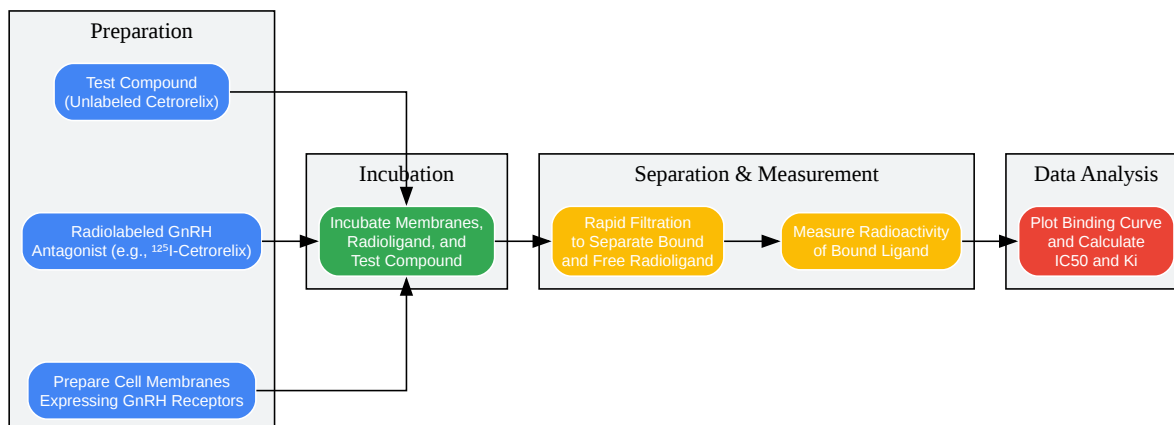 Preparation
Test Compound
(Unlabeled Cetrorelix)
Radiolabeled GnRH
Antagonist (e.g., ¹²⁵I-Cetrorelix)
Prepare Cell Membranes
Expressing GnRH Receptors
Incubation
Incubate Membranes,
Radioligand, and
Test Compound
Separation & Measurement
Rapid Filtration
to Separate Bound
and Free Radioligand
Measure Radioactivity
of Bound Ligand
Data Analysis
Plot Binding Curve
and Calculate
IC50 and Ki